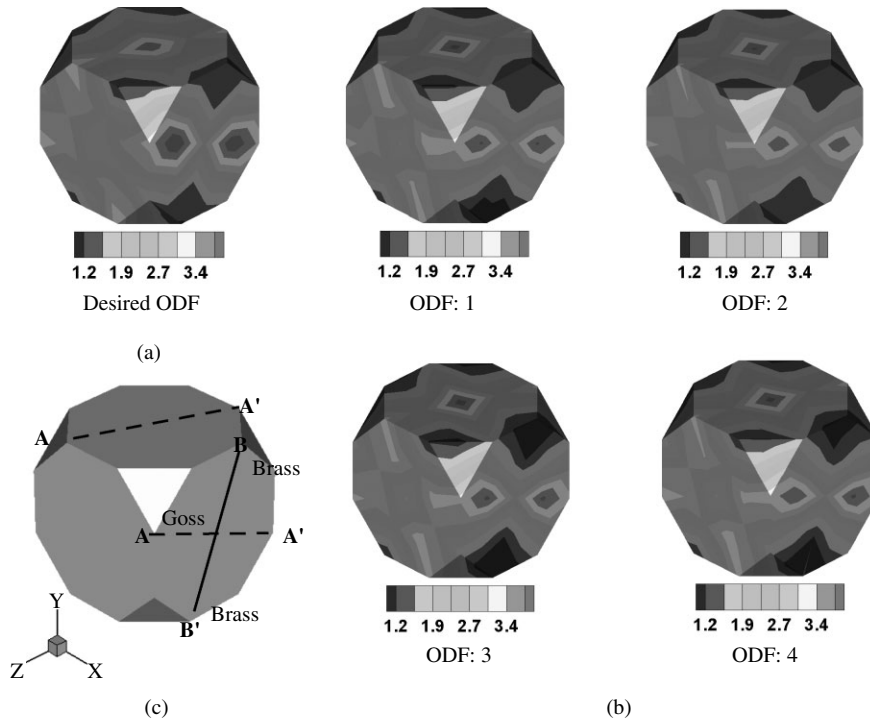 1.2 1.9 2.7 3.4
Desired ODF
1.2 1.9 2.7 3.4
ODF: 1
1.2 1.9 2.7 3.4
ODF: 2
(a)
A
A'
B
Brass
Goss
A
A'
Brass
B'
Y
Z
X
(c)
1.2 1.9 2.7 3.4
ODF: 3
1.2 1.9 2.7 3.4
ODF: 4
(b)